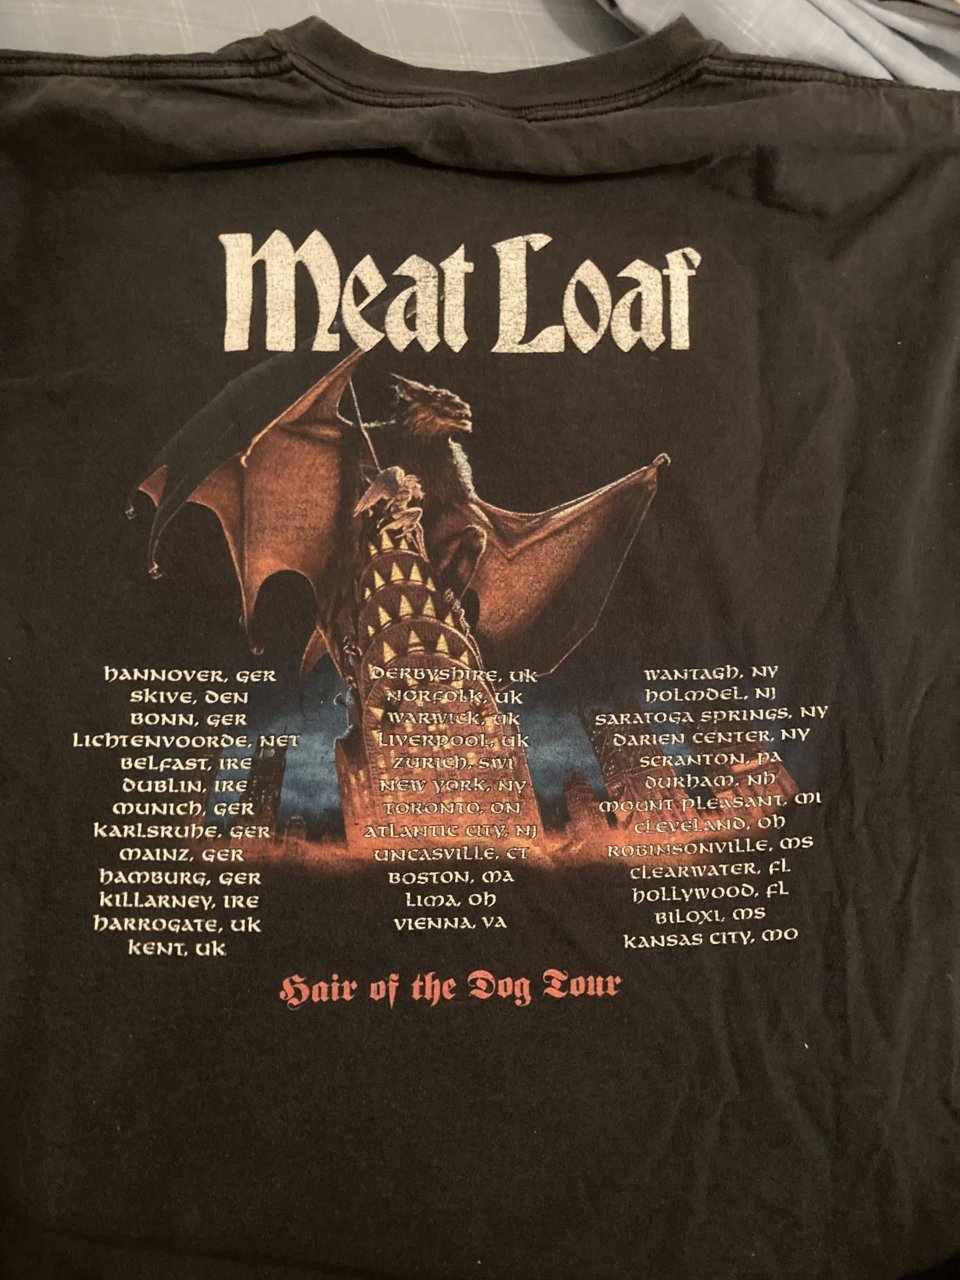 Meat Loaf
HANNOVER, GER
SKIVE, DEN
BONN, GER
LICHTENVOORDE, NET
BELFAST, IRE
DUBLIN, IRE
MUNICH, GER
KARLSRUHE, GER
MAINZ, GER
HAMBURG, GER
KILLARNEY, IRE
HARROGATE, UK
KENT, UK
DERBYSHIRE, UK
NORFOLK, UK
WARWICK, UK
LIVERPOOL, UK
ZURICH, SWI
NEW YORK, NY
TORONTO, ON
ATLANTIC CITY, NJ
UNCASVILLE, CT
BOSTON, MA
LIMA, OH
VIENNA, VA
WANTAGH, NY
HOLMDEL, NJ
SARATOGA SPRINGS, NY
DARIEN CENTER, NY
SCRANTON, PA
DURHAM, NH
MOUNT PLEASANT, MI
CLEVELAND, OH
ROBINSONVILLE, MS
CLEARWATER, FL
HOLLYWOOD, FL
BILOXI, MS
KANSAS CITY, MO
Hair of the Dog Tour